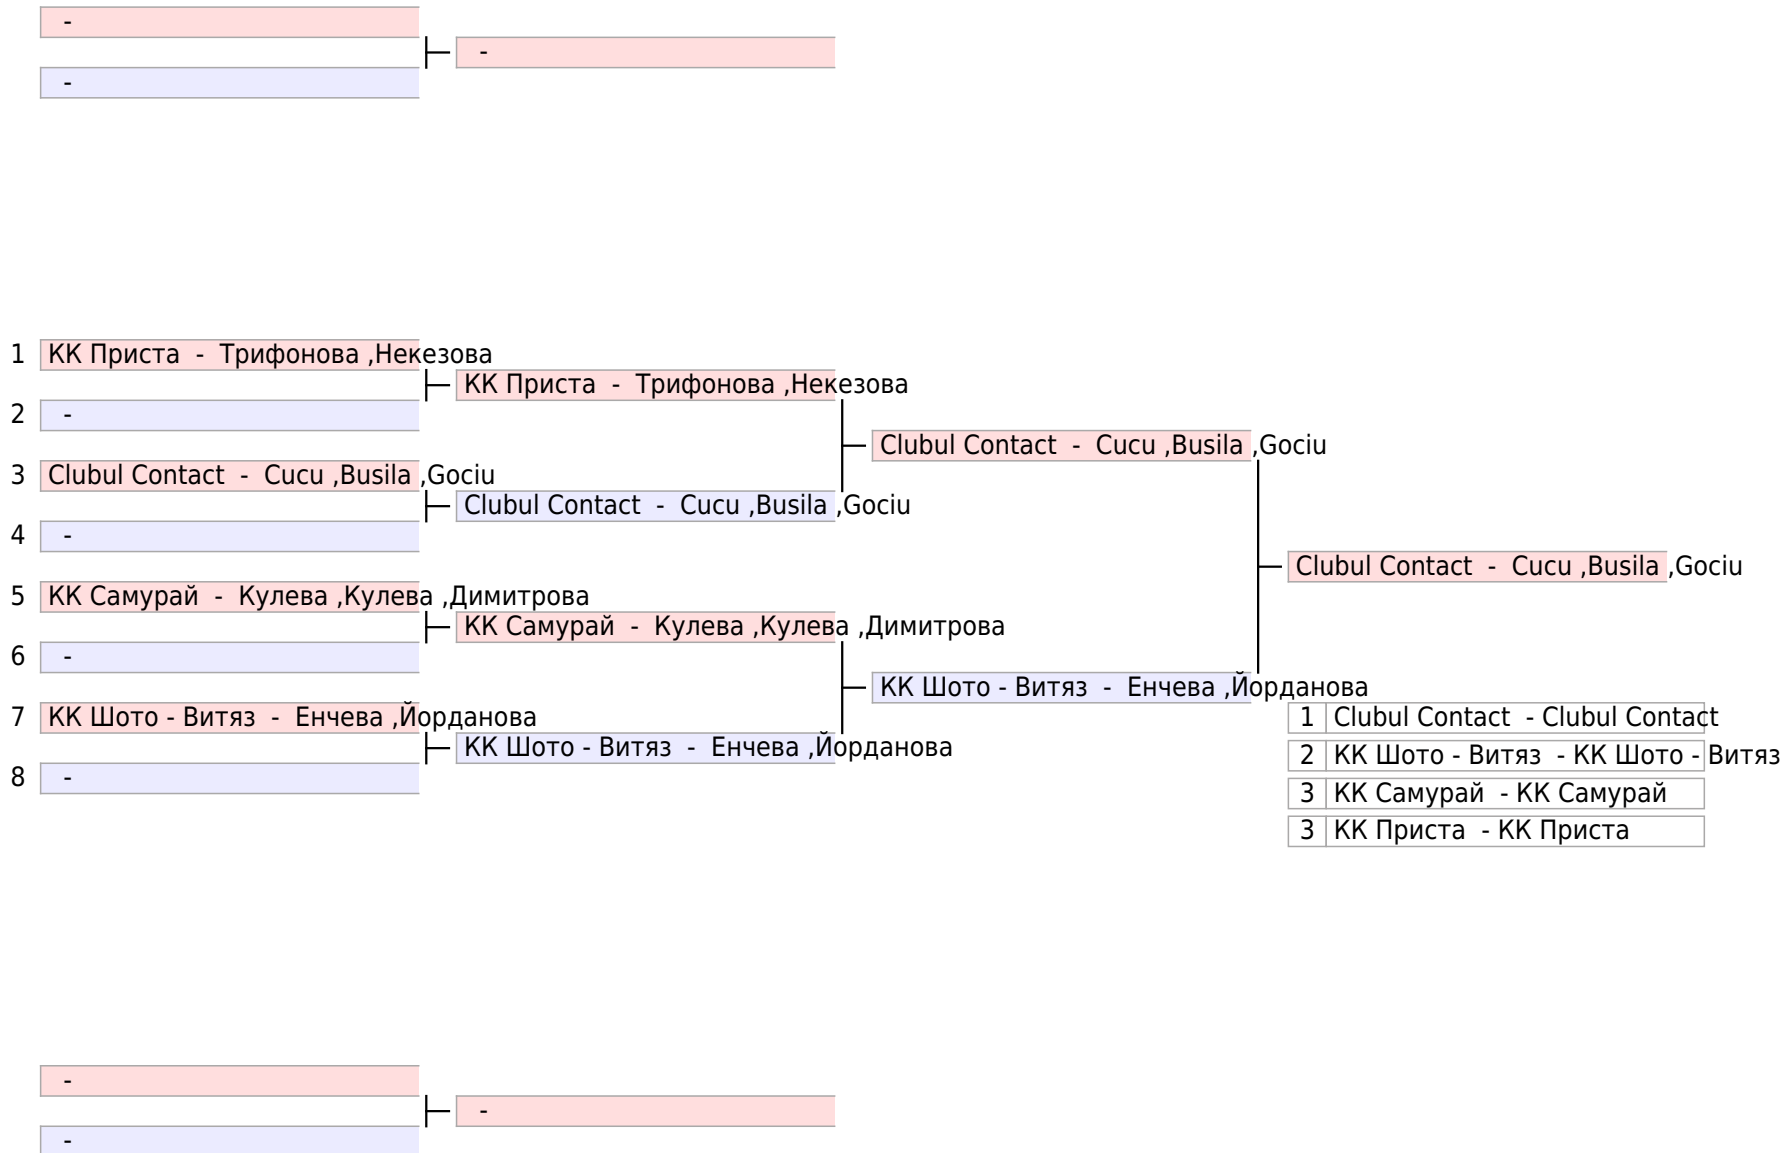 -
-
-
1 КК Приста - Трифонова ,Некезова
КК Приста - Трифонова ,Некезова
2 -
Clubul Contact - Cucu ,Busila ,Gociu
3 Clubul Contact - Cucu ,Busila ,Gociu
Clubul Contact - Cucu ,Busila ,Gociu
4 -
Clubul Contact - Cucu ,Busila ,Gociu
5 КК Самурай - Кулева ,Кулева ,Димитрова
КК Самурай - Кулева ,Кулева ,Димитрова
6 -
КК Шото - Витяз - Енчева ,Йорданова
7 КК Шото - Витяз - Енчева ,Йорданова
1 Clubul Contact - Clubul Contact
КК Шото - Витяз - Енчева ,Йорданова
2 КК Шото - Витяз - КК Шото - Витяз
8 -
3 КК Самурай - КК Самурай
3 КК Приста - КК Приста
-
-
-